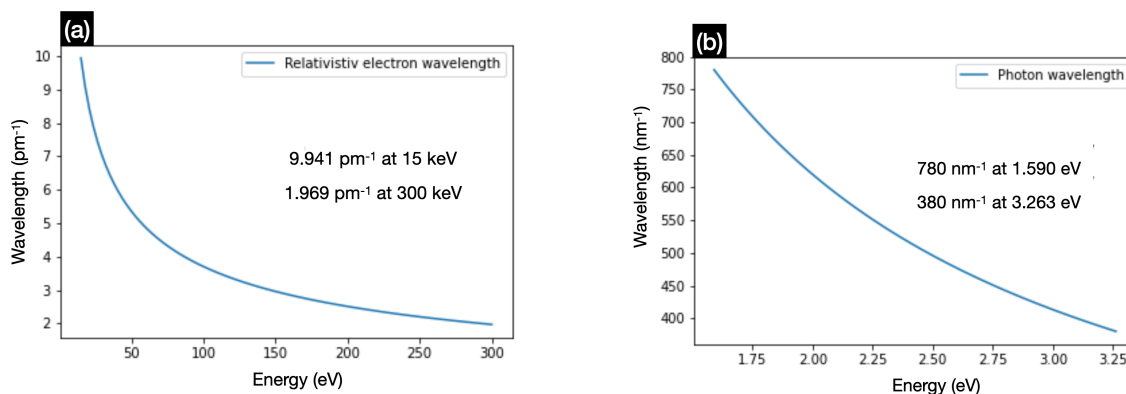 (a)
10
9
8
7
6
5
4
3
2
Wavelength (pm⁻¹)
Relativistiv electron wavelength
9.941 pm⁻¹ at 15 keV
1.969 pm⁻¹ at 300 keV
50 100 150 200 250 300
Energy (eV)
(b)
800
750
700
650
600
550
500
450
400
Wavelength (nm⁻¹)
Photon wavelength
780 nm⁻¹ at 1.590 eV
380 nm⁻¹ at 3.263 eV
1.75 2.00 2.25 2.50 2.75 3.00 3.25
Energy (eV)